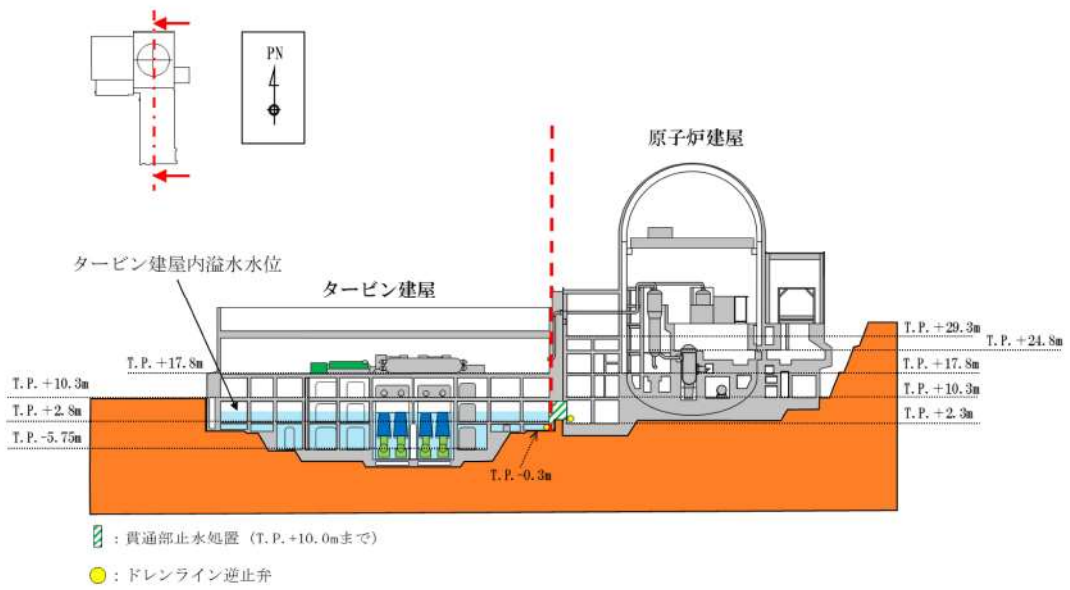 PN
原子炉建屋
タービン建屋内溢水水位
タービン建屋
T.P. +29.3m
T.P. +24.8m
T.P. +17.8m
T.P. +17.8m
T.P. +10.3m
T.P. +10.3m
T.P. +2.8m
T.P. +2.3m
T.P.-5.75m
T.P.-0.3m
：貫通部止水処置 (T.P.+10.0mまで)
：ドレンライン逆止弁